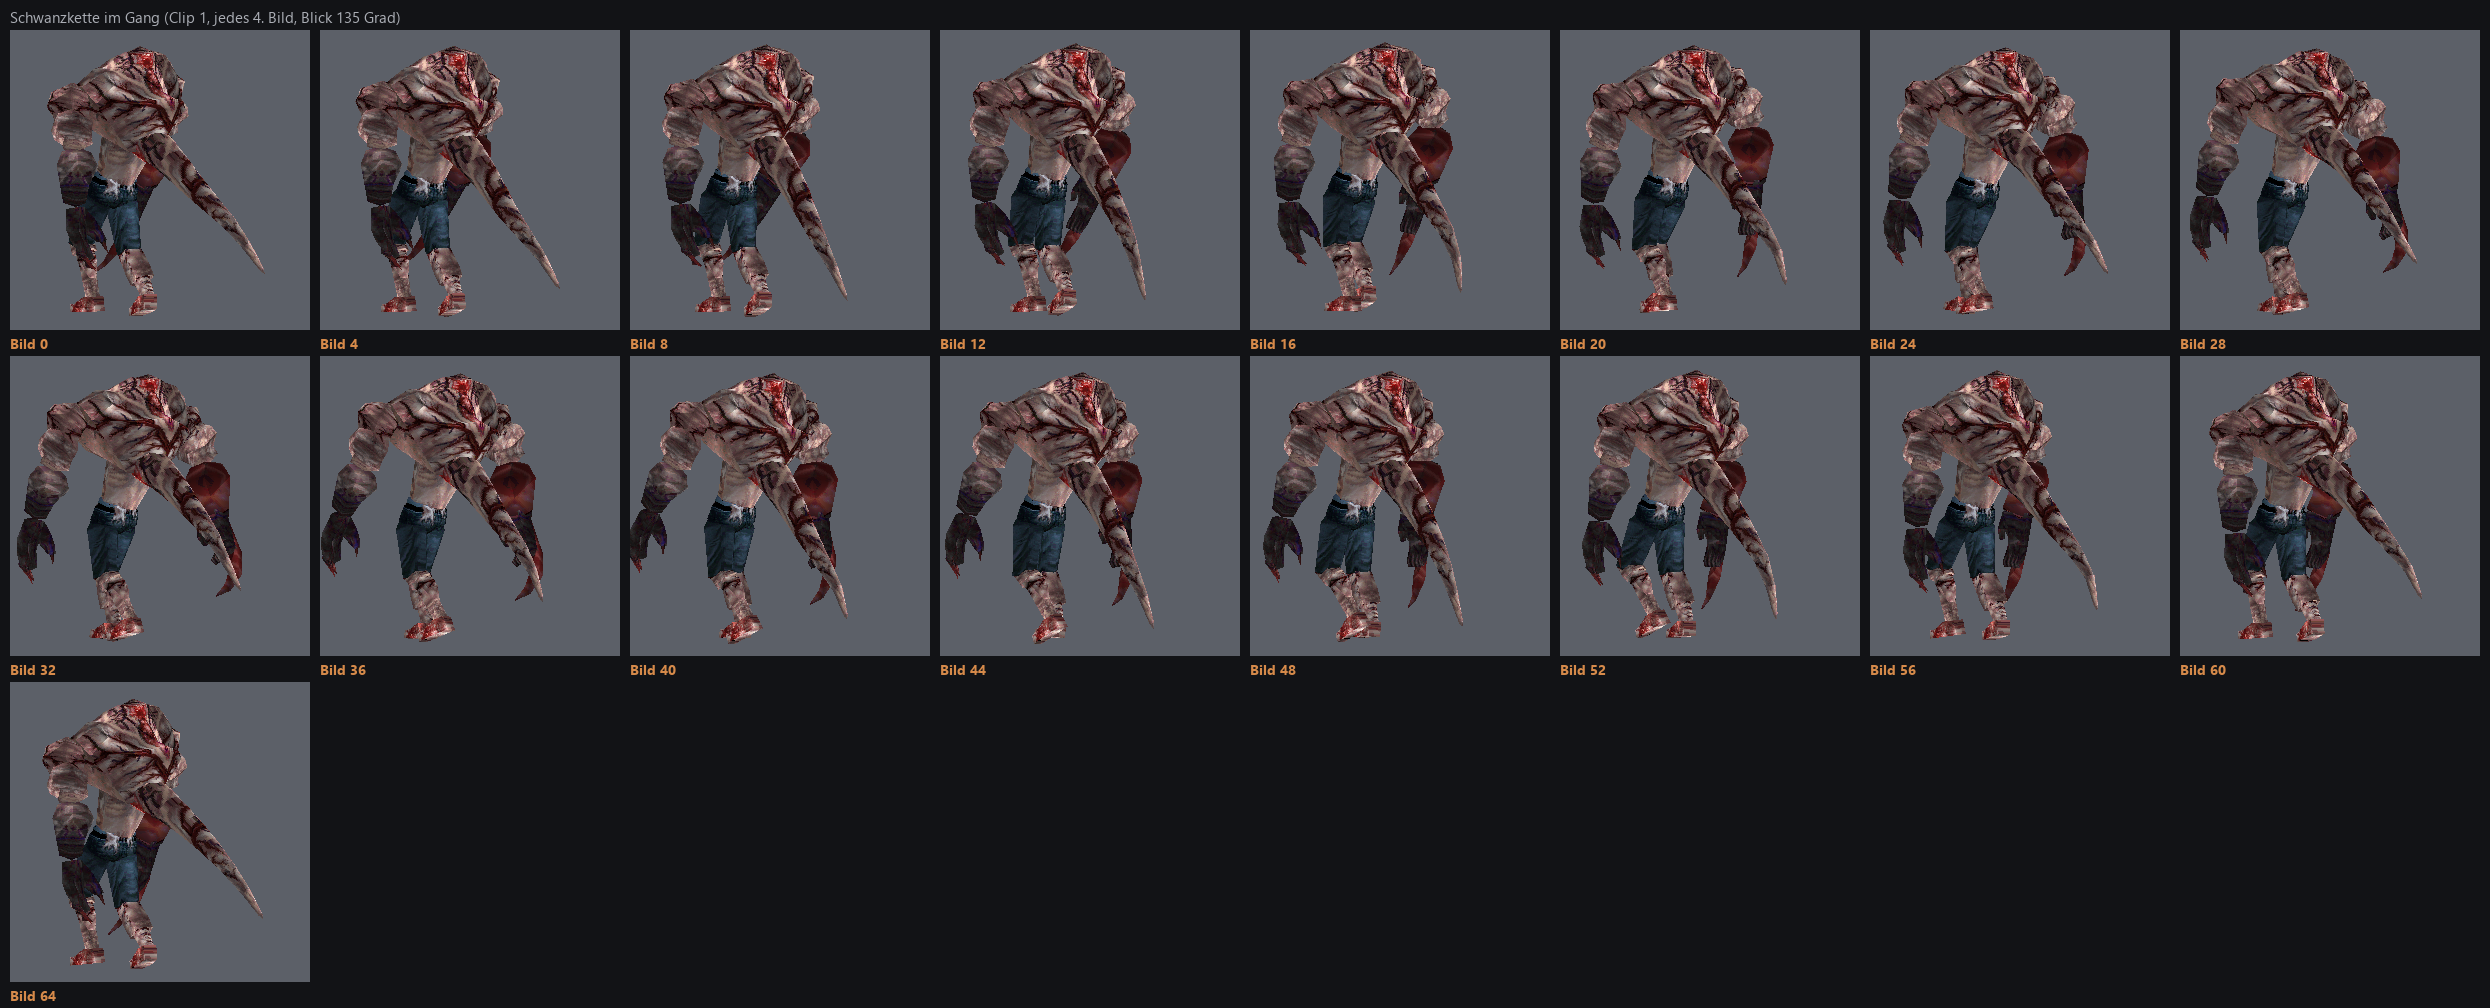 Schwanzkette im Gang (Clip 1, jedes 4. Bild, Blick 135 Grad)
Bild 0
Bild 4
Bild 8
Bild 12
Bild 16
Bild 20
Bild 24
Bild 28
Bild 32
Bild 36
Bild 40
Bild 44
Bild 48
Bild 52
Bild 56
Bild 60
Bild 64